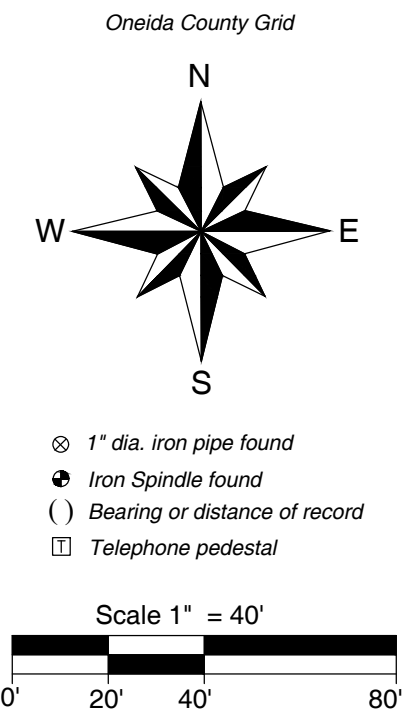 Oneida County Grid
N
W E
S
1" dia. iron pipe found
Iron Spindle found
( ) Bearing or distance of record
T Telephone pedestal
Scale 1" = 40'
0' 20' 40' 80'